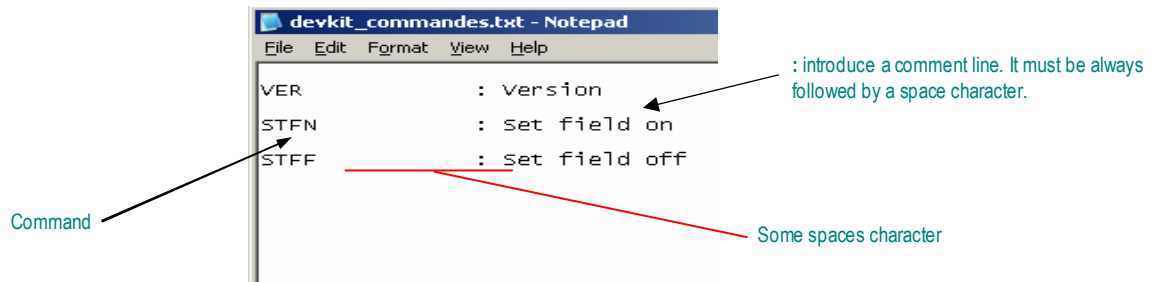 devkit_commandes.txt - Notepad
File Edit Format View Help
VER : Version
STFN : Set field on
STFF : Set field off
: introduce a comment line. It must be always
followed by a space character.
Command
Some spaces character